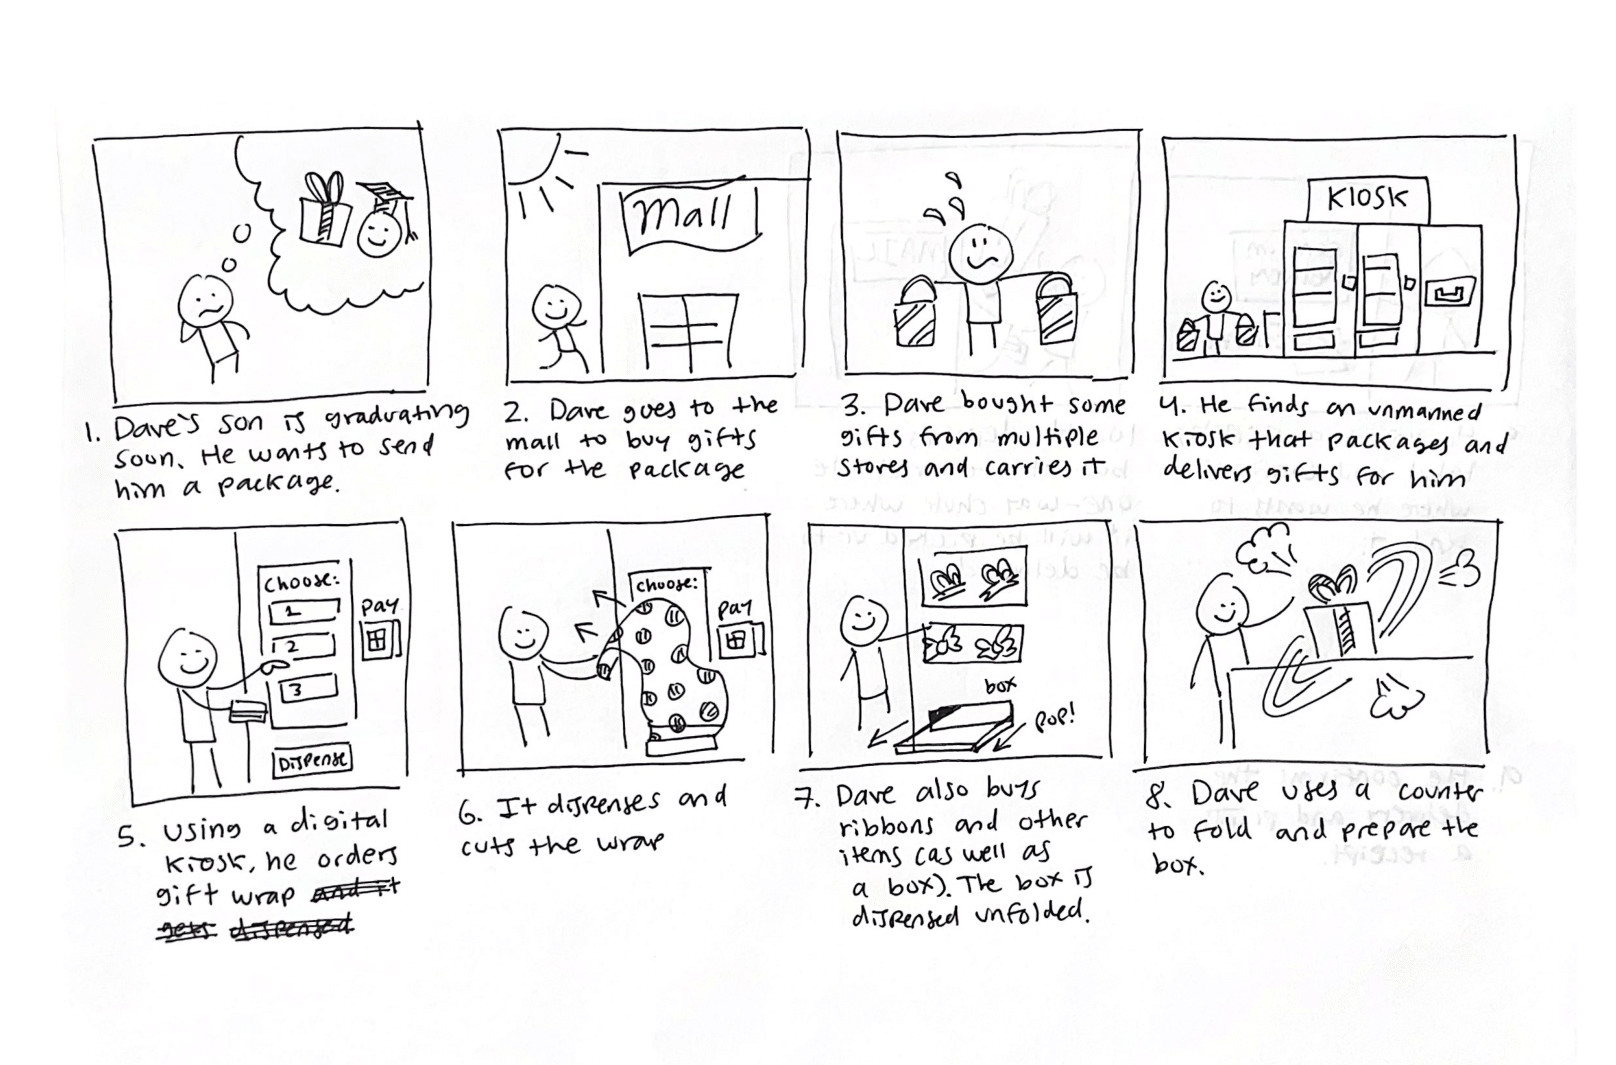 Mall
KIOSK
1. Dave's son is graduating
soon. He wants to send
him a package.
2. Dave goes to the
mall to buy gifts
for the package
3. Dave bought some
gifts from multiple
stores and carries it
4. He finds an unmanned
kiosk that packages and
delivers gifts for him
choose:
1
2
3
pay
Dispense
choose:
pay
box
pop!
5. Using a digital
kiosk, he orders
gift wrap and it
gets dispensed
6. It dispenses and
cuts the wrap
7. Dave also buys
ribbons and other
items (as well as
a box). The box is
dispensed unfolded.
8. Dave uses a counter
to fold and prepare the
box.